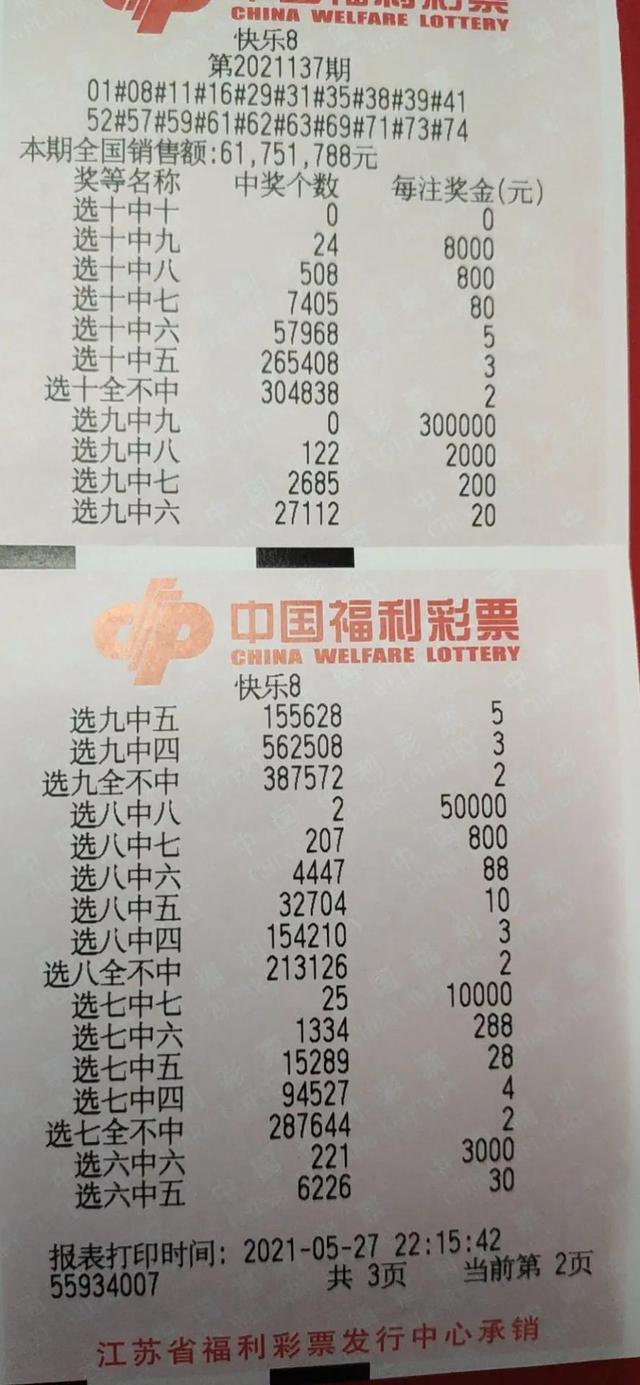 中国福利彩票
CHINA WELFARE LOTTERY
快乐8
第2021137期
01#08#11#16#29#31#35#38#39#41
52#57#59#61#62#63#69#71#73#74
本期全国销售额:61,751,788元
奖等名称 中奖个数 每注奖金(元)
选十中十 0 0
选十中九 24 8000
选十中八 508 800
选十中七 7405 80
选十中六 57968 5
选十中五 265408 3
选十全不中 304838 2
选九中九 0 300000
选九中八 122 2000
选九中七 2685 200
选九中六 27112 20
中国福利彩票
CHINA WELFARE LOTTERY
快乐8
选九中五 155628 5
选九中四 562508 3
选九全不中 387572 2
选八中八 2 50000
选八中七 207 800
选八中六 4447 88
选八中五 32704 10
选八中四 154210 3
选八全不中 213126 2
选七中七 25 10000
选七中六 1334 288
选七中五 15289 28
选七中四 94527 4
选七全不中 287644 2
选六中六 221 3000
选六中五 6226 30
报表打印时间: 2021-05-27 22:15:42
55934007 共 3页 当前第 2页
江苏省福利彩票发行中心承销